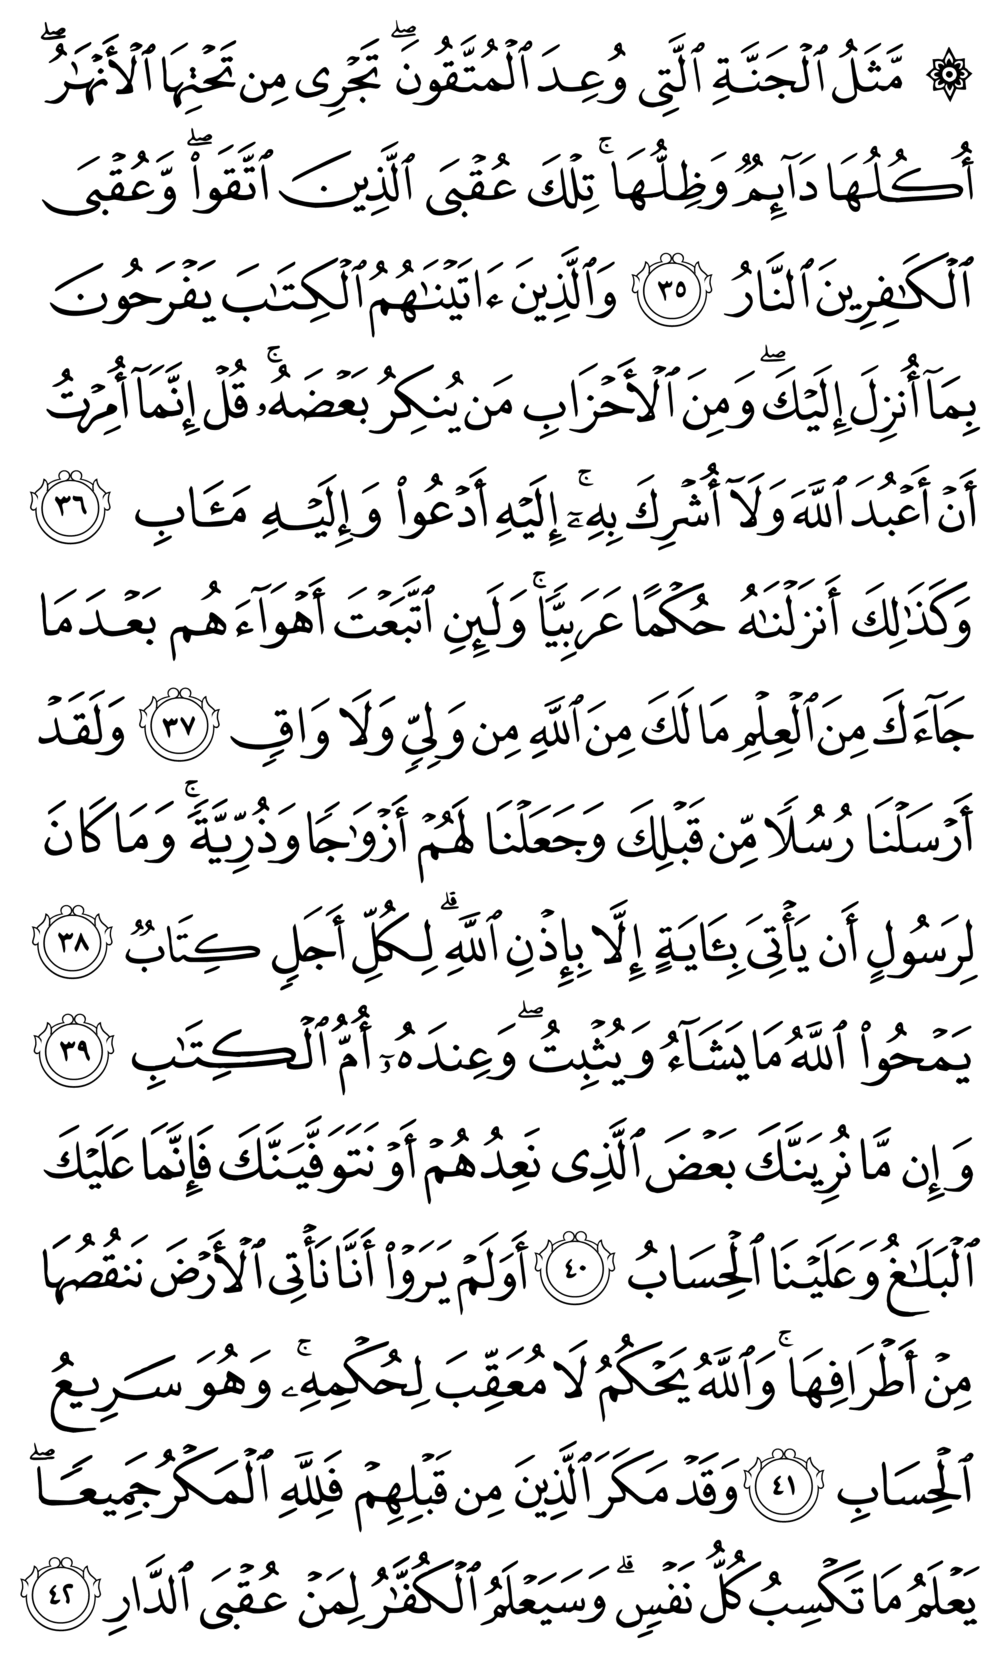 ۞ مَّثَلُ ٱلْجَنَّةِ ٱلَّتِى وُعِدَ ٱلْمُتَّقُونَ ۖ تَجْرِى مِن تَحْتِهَا ٱلْأَنْهَـٰرُ ۖ
أُكُلُهَا دَآئِمٌ وَظِلُّهَا ۚ تِلْكَ عُقْبَى ٱلَّذِينَ ٱتَّقَوا۟ ۖ وَّعُقْبَى
ٱلْكَـٰفِرِينَ ٱلنَّارُ ٣٥ وَٱلَّذِينَ ءَاتَيْنَـٰهُمُ ٱلْكِتَـٰبَ يَفْرَحُونَ
بِمَآ أُنزِلَ إِلَيْكَ ۖ وَمِنَ ٱلْأَحْزَابِ مَن يُنكِرُ بَعْضَهُۥ ۚ قُلْ إِنَّمَآ أُمِرْتُ
أَنْ أَعْبُدَ ٱللَّهَ وَلَآ أُشْرِكَ بِهِۦٓ ۚ إِلَيْهِ أَدْعُوا۟ وَإِلَيْهِ مَـَٔابِ ٣٦
وَكَذَٰلِكَ أَنزَلْنَـٰهُ حُكْمًا عَرَبِيًّا ۚ وَلَئِنِ ٱتَّبَعْتَ أَهْوَآءَهُم بَعْدَمَا
جَآءَكَ مِنَ ٱلْعِلْمِ مَا لَكَ مِنَ ٱللَّهِ مِن وَلِىٍّ وَلَا وَاقٍ ٣٧ وَلَقَدْ
أَرْسَلْنَا رُسُلًا مِّن قَبْلِكَ وَجَعَلْنَا لَهُمْ أَزْوَٰجًا وَذُرِّيَّةً ۚ وَمَا كَانَ
لِرَسُولٍ أَن يَأْتِىَ بِـَٔايَةٍ إِلَّا بِإِذْنِ ٱللَّهِ ۗ لِكُلِّ أَجَلٍ كِتَابٌ ٣٨
يَمْحُوا۟ ٱللَّهُ مَا يَشَآءُ وَيُثْبِتُ ۖ وَعِندَهُۥٓ أُمُّ ٱلْكِتَـٰبِ ٣٩
وَإِن مَّا نُرِيَنَّكَ بَعْضَ ٱلَّذِى نَعِدُهُمْ أَوْ نَتَوَفَّيَنَّكَ فَإِنَّمَا عَلَيْكَ
ٱلْبَلَـٰغُ وَعَلَيْنَا ٱلْحِسَابُ ٤٠ أَوَلَمْ يَرَوْا۟ أَنَّا نَأْتِى ٱلْأَرْضَ نَنقُصُهَا
مِنْ أَطْرَافِهَا ۚ وَٱللَّهُ يَحْكُمُ لَا مُعَقِّبَ لِحُكْمِهِۦ ۚ وَهُوَ سَرِيعُ
ٱلْحِسَابِ ٤١ وَقَدْ مَكَرَ ٱلَّذِينَ مِن قَبْلِهِمْ فَلِلَّهِ ٱلْمَكْرُ جَمِيعًا ۖ
يَعْلَمُ مَا تَكْسِبُ كُلُّ نَفْسٍ ۗ وَسَيَعْلَمُ ٱلْكُفَّـٰرُ لِمَنْ عُقْبَى ٱلدَّارِ ٤٢